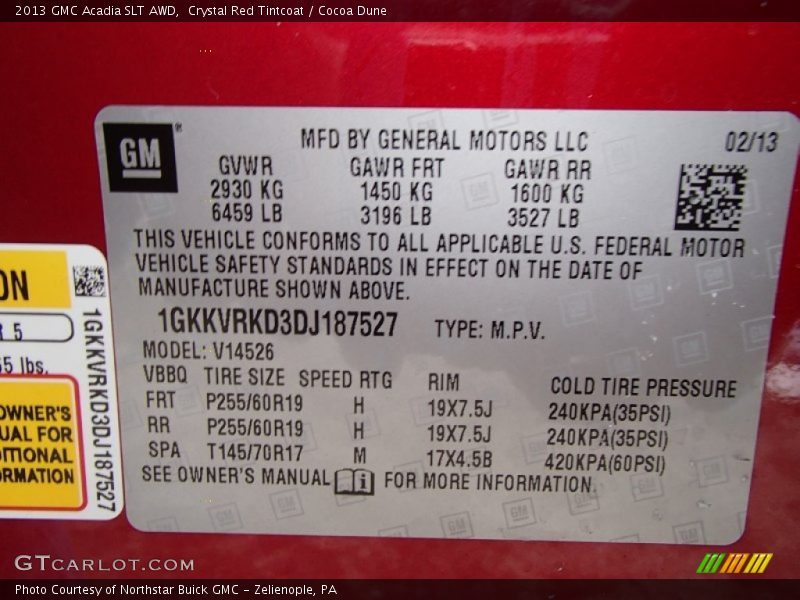 2013 GMC Acadia SLT AWD, Crystal Red Tintcoat / Cocoa Dune
GM
MFD BY GENERAL MOTORS LLC 02/13
GVWR GAWR FRT GAWR RR
2930 KG 1450 KG 1600 KG
6459 LB 3196 LB 3527 LB
THIS VEHICLE CONFORMS TO ALL APPLICABLE U.S. FEDERAL MOTOR
VEHICLE SAFETY STANDARDS IN EFFECT ON THE DATE OF
MANUFACTURE SHOWN ABOVE.
1GKKVRKD3DJ187527 TYPE: M.P.V.
MODEL: V14526
VBBQ TIRE SIZE SPEED RTG RIM COLD TIRE PRESSURE
FRT P255/60R19 H 19X7.5J 240KPA(35PSI)
RR P255/60R19 H 19X7.5J 240KPA(35PSI)
SPA T145/70R17 M 17X4.5B 420KPA(60PSI)
SEE OWNER'S MANUAL FOR MORE INFORMATION.
ON
R 5
lbs.
OWNER'S
UAL FOR
DITIONAL
ORMATION
1GKKVRKD3DJ187527
GTCARLOT.COM
Photo Courtesy of Northstar Buick GMC - Zelienople, PA